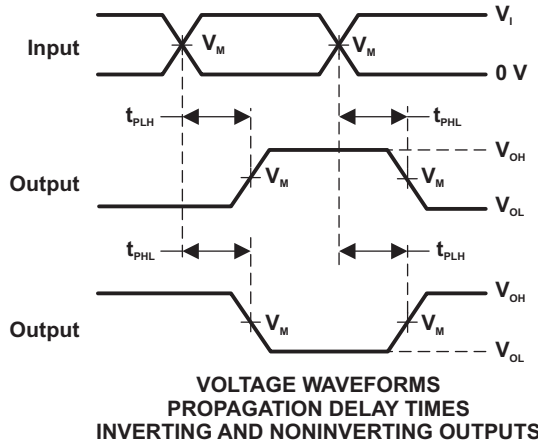 V_I
Input
V_M
V_M
0 V
t_PLH
t_PHL
V_OH
Output
V_M
V_M
V_OL
t_PHL
t_PLH
V_OH
Output
V_M
V_M
V_OL
VOLTAGE WAVEFORMS
PROPAGATION DELAY TIMES
INVERTING AND NONINVERTING OUTPUTS